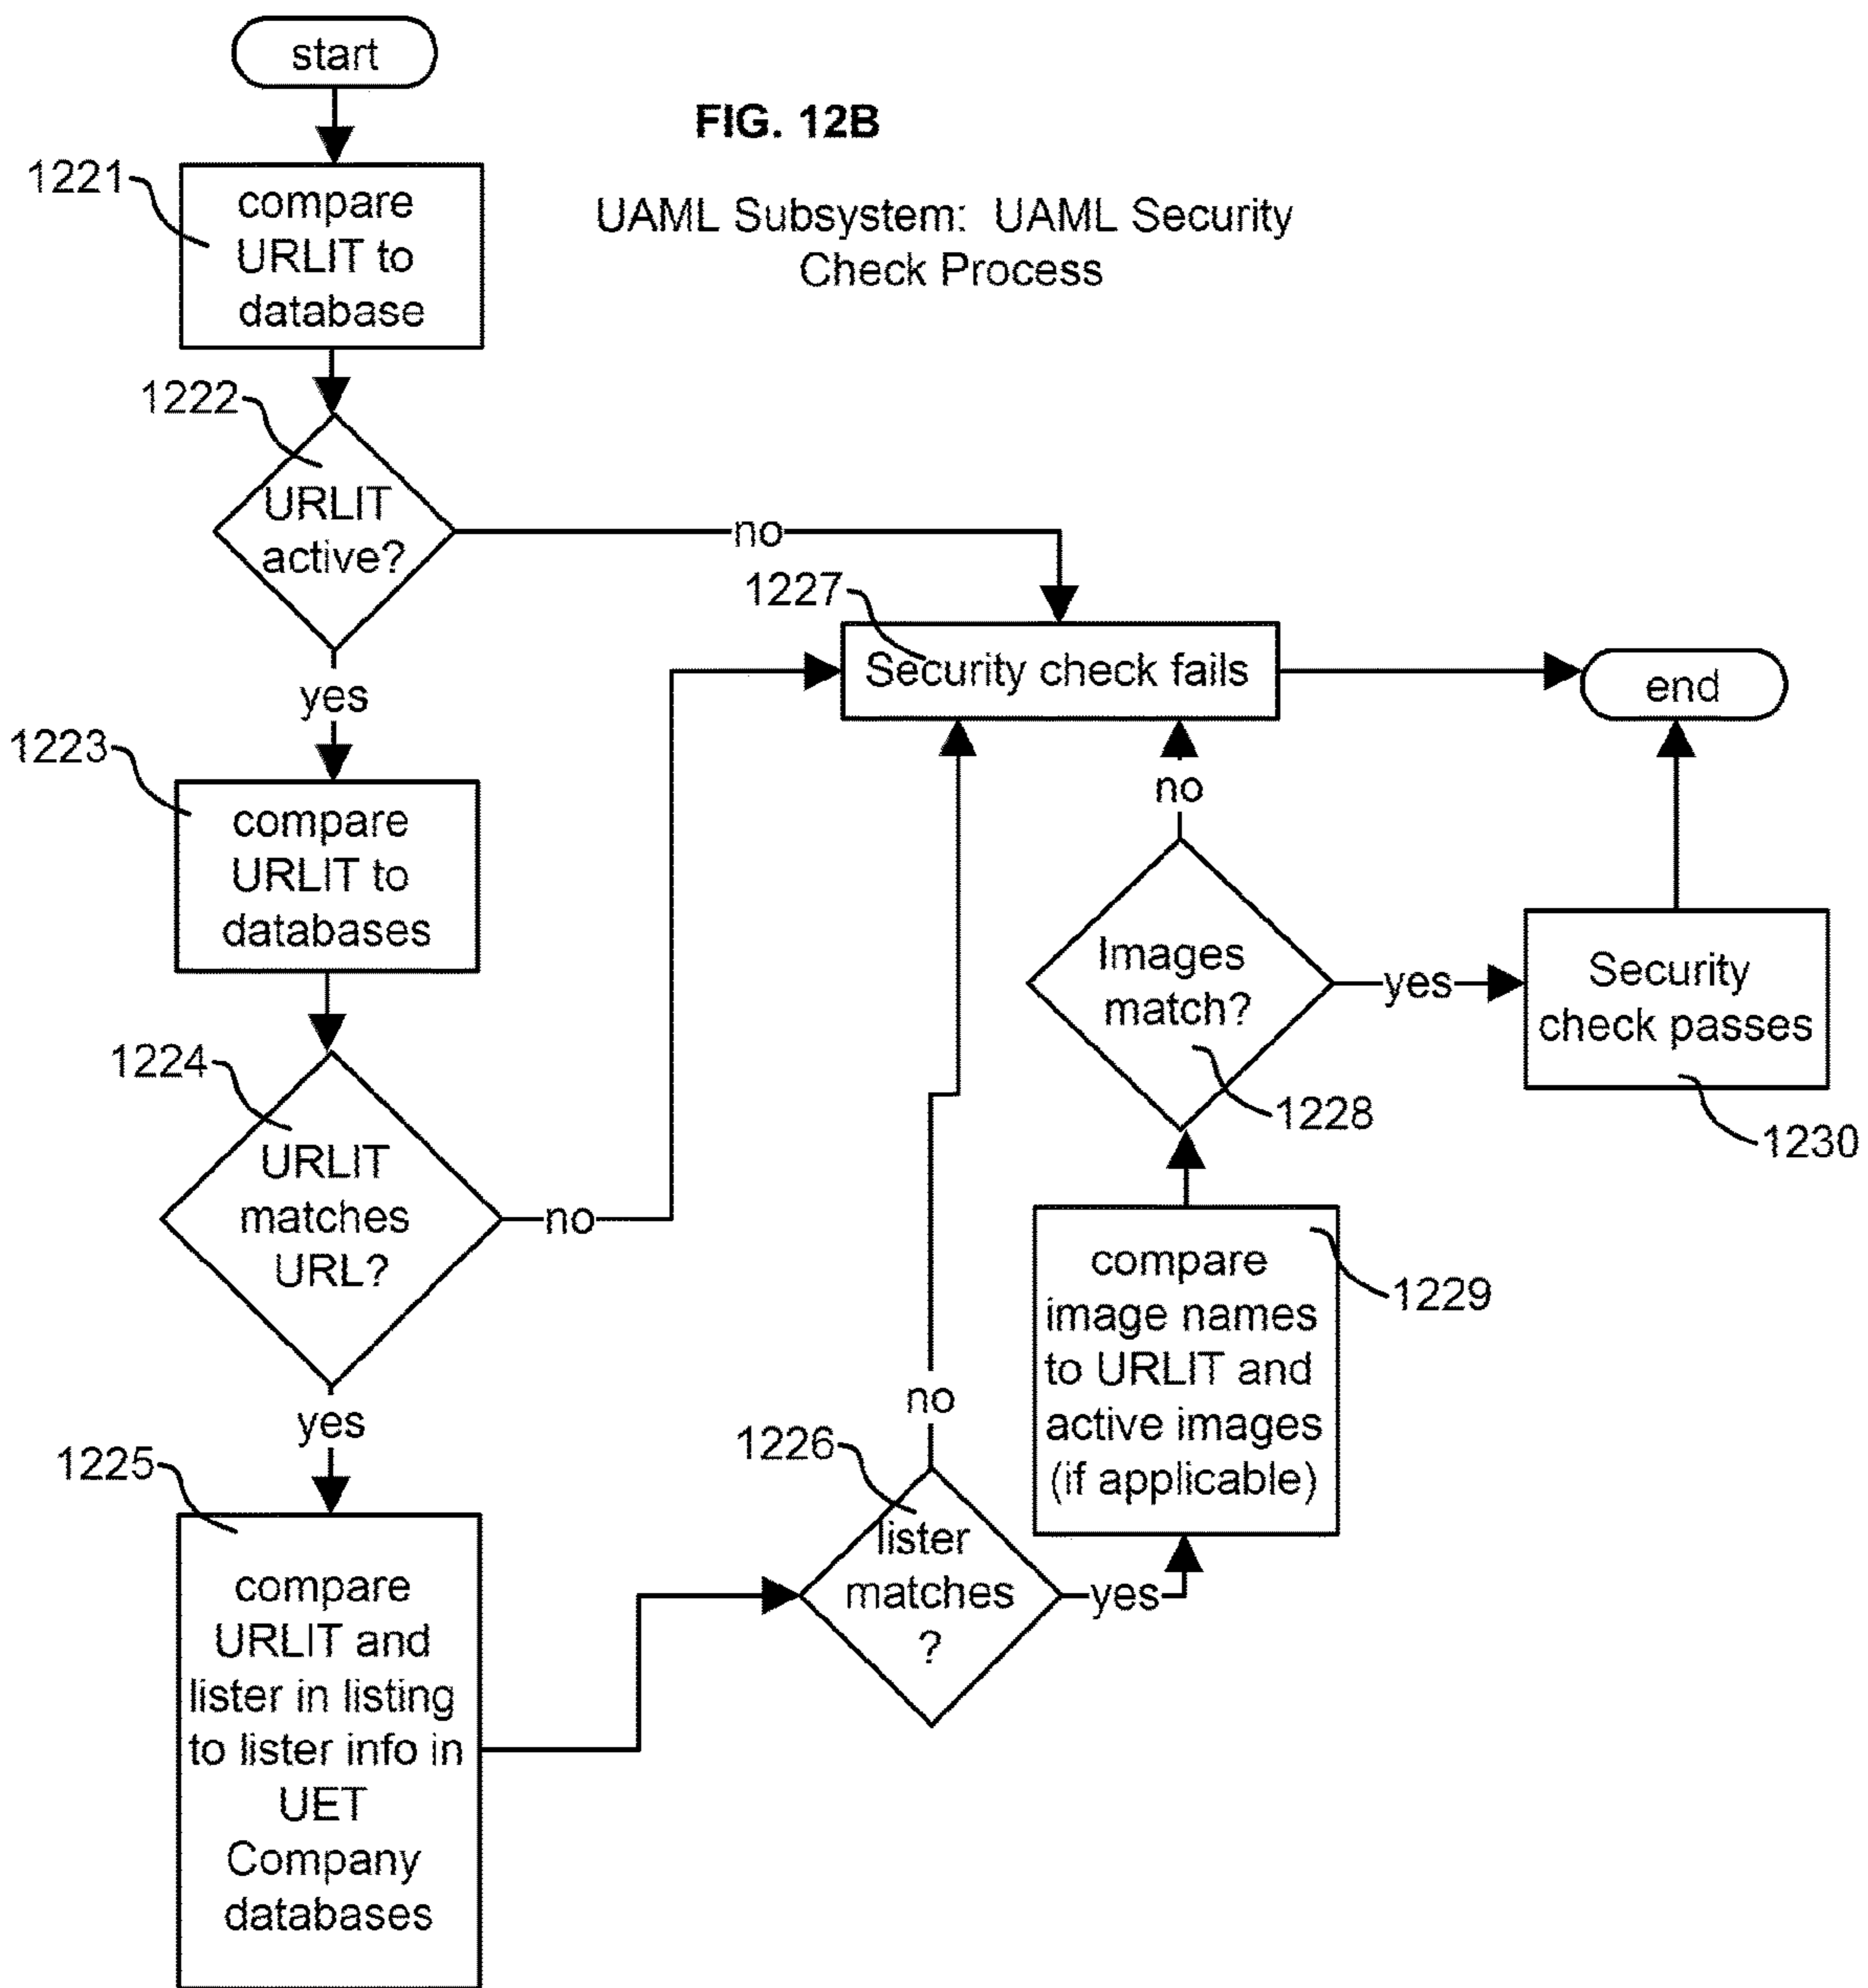 start
FIG. 12B
UAML Subsystem: UAML Security
Check Process
1221
compare
URLIT to
database
1222
URLIT
active?
no
yes
1227
Security check fails
end
1223
compare
URLIT to
databases
1224
URLIT
matches
URL?
no
yes
1225
compare
URLIT and
lister in listing
to lister info in
UET
Company
databases
1226
lister
matches
?
no
yes
1229
compare
image names
to URLIT and
active images
(if applicable)
1228
Images
match?
no
yes
Security
check passes
1230